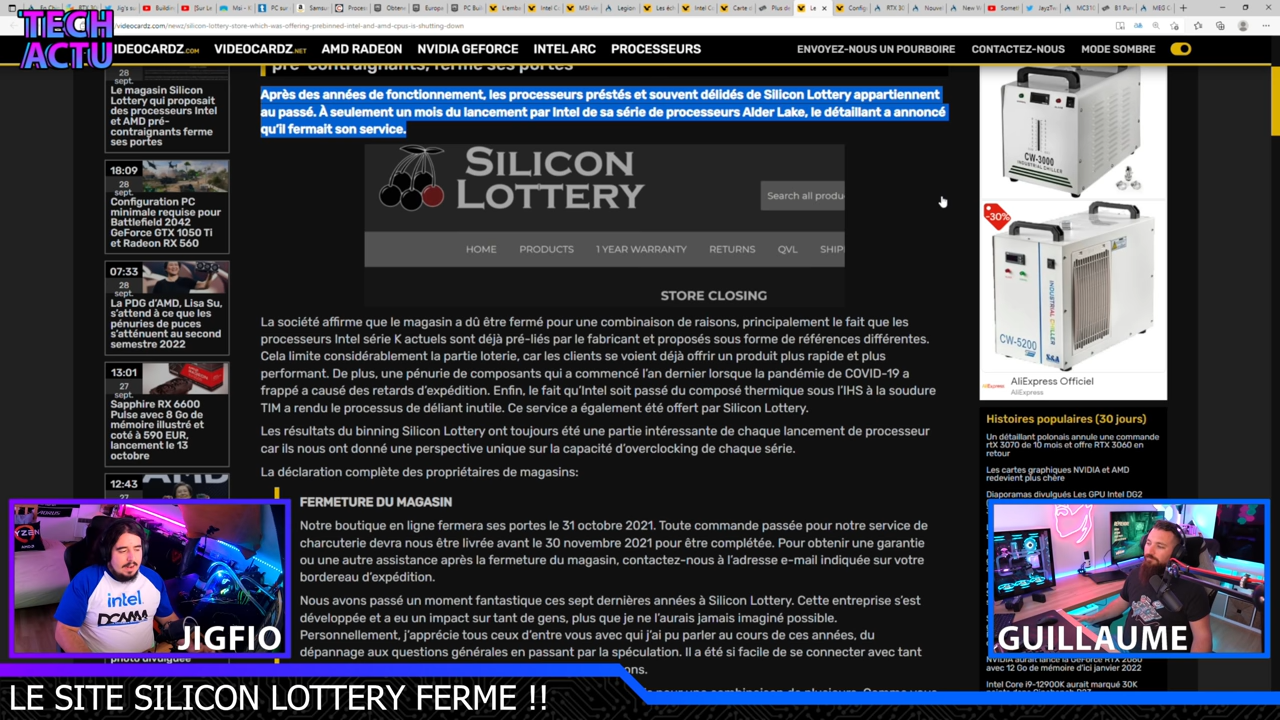 TECH
ACTU
videocardz.com/newz/silicon-lottery-store-which-was-offering-prebinned-intel-and-amd-cpus-is-shutting-down
VIDEOCARDZ.NET
AMD RADEON
NVIDIA GEFORCE
INTEL ARC
PROCESSEURS
ENVOYEZ-NOUS UN POURBOIRE
CONTACTEZ-NOUS
MODE SOMBRE
28
sept.
Le magasin Silicon
Lottery qui proposait
des processeurs Intel
et AMD pré-
contraignants ferme
ses portes
18:09
28
sept.
Configuration PC
minimale requise pour
Battlefield 2042
GeForce GTX 1050 Ti
et Radeon RX 560
07:33
28
sept.
La PDG d'AMD, Lisa Su,
s'attend à ce que les
pénuries de puces
s'atténuent au second
semestre 2022
13:01
27
sept.
Sapphire RX 6600
Pulse avec 8 Go de
mémoire illustré et
coté à 590 EUR,
lancement le 13
octobre
12:43
27
pré-contraignants, ferme ses portes
Après des années de fonctionnement, les processeurs préstés et souvent délidés de Silicon Lottery appartiennent
au passé. À seulement un mois du lancement par Intel de sa série de processeurs Alder Lake, le détaillant a annoncé
qu'il fermait son service.
SILICON
LOTTERY
Search all produ
HOME
PRODUCTS
1 YEAR WARRANTY
RETURNS
QVL
SHIP
STORE CLOSING
La société affirme que le magasin a dû être fermé pour une combinaison de raisons, principalement le fait que les
processeurs Intel série K actuels sont déjà pré-liés par le fabricant et proposés sous forme de références différentes.
Cela limite considérablement la partie loterie, car les clients se voient déjà offrir un produit plus rapide et plus
performant. De plus, une pénurie de composants qui a commencé l'an dernier lorsque la pandémie de COVID-19 a
frappé a causé des retards d'expédition. Enfin, le fait qu'Intel soit passé du composé thermique sous l'IHS à la soudure
TIM a rendu le processus de déliant inutile. Ce service a également été offert par Silicon Lottery.
Les résultats du binning Silicon Lottery ont toujours été une partie intéressante de chaque lancement de processeur
car ils nous ont donné une perspective unique sur la capacité d'overclocking de chaque série.
La déclaration complète des propriétaires de magasins:
FERMETURE DU MAGASIN
Notre boutique en ligne fermera ses portes le 31 octobre 2021. Toute commande passée pour notre service de
charcuterie devra nous être livrée avant le 30 novembre 2021 pour être complétée. Pour obtenir une garantie
ou une autre assistance après la fermeture du magasin, contactez-nous à l'adresse e-mail indiquée sur votre
bordereau d'expédition.
Nous avons passé un moment fantastique ces sept dernières années à Silicon Lottery. Cette entreprise s'est
développée et a eu un impact sur tant de gens, plus que je ne l'aurais jamais imaginé possible.
Personnellement, j'apprécie tous ceux d'entre vous avec qui j'ai pu parler au cours de ces années, du
dépannage aux questions générales en passant par la spéculation. Il a été si facile de se connecter avec tant
CW-3000
INDUSTRIAL CHILLER
-30%
INDUSTRIAL CHILLER
CW-5200
S&A
AliExpress
AliExpress Officiel
AliExpress
Histoires populaires (30 jours)
Un détaillant polonais annule une commande
rtX 3070 de 10 mois et offre RTX 3060 en
retour
Les cartes graphiques NVIDIA et AMD
redevient plus chère
Diaporamas divulgués Les GPU Intel DG2
NVIDIA aurait lancé la GeForce RTX 2060
avec 12 Go de mémoire d'ici janvier 2022
Intel Core i9-12900K aurait marqué 30K
photo divulguée
intel
JIGFIO
GUILLAUME
LE SITE SILICON LOTTERY FERME !!